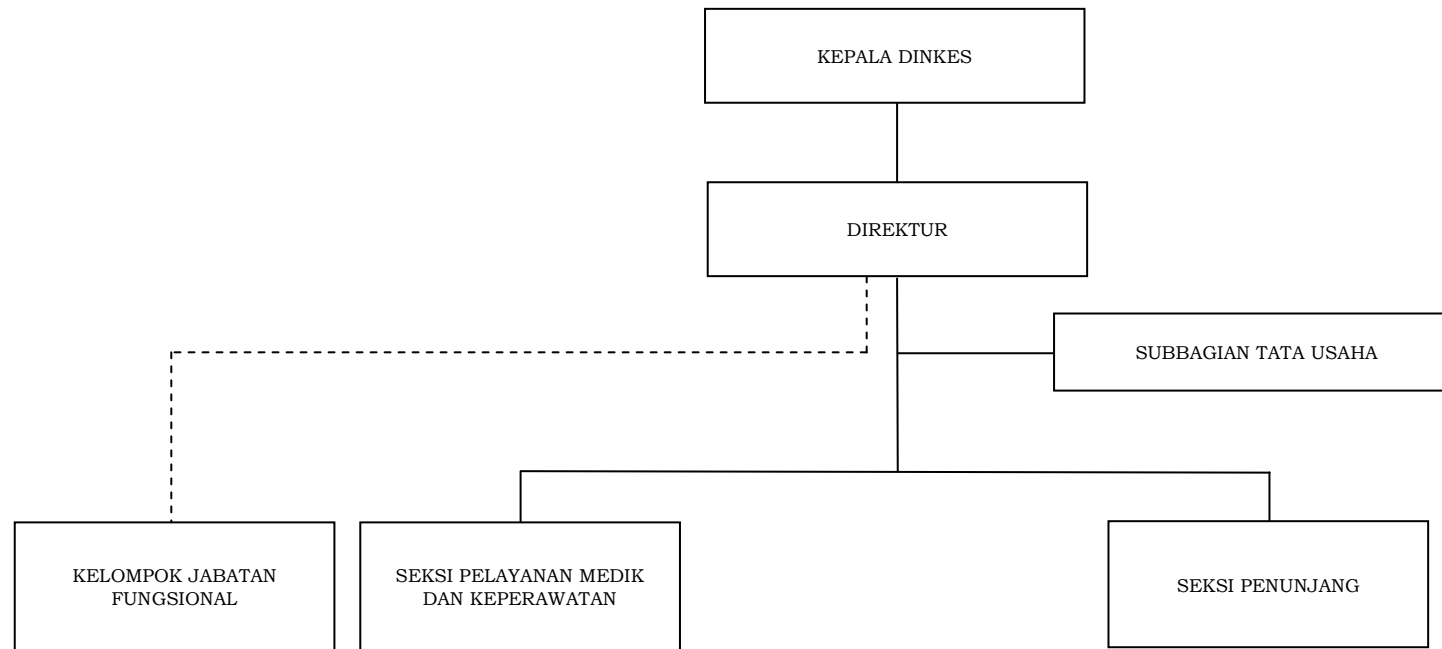 KEPALA DINKES
DIREKTUR
SUBBAGIAN TATA USAHA
KELOMPOK JABATAN
FUNGSIONAL
SEKSI PELAYANAN MEDIK
DAN KEPERAWATAN
SEKSI PENUNJANG